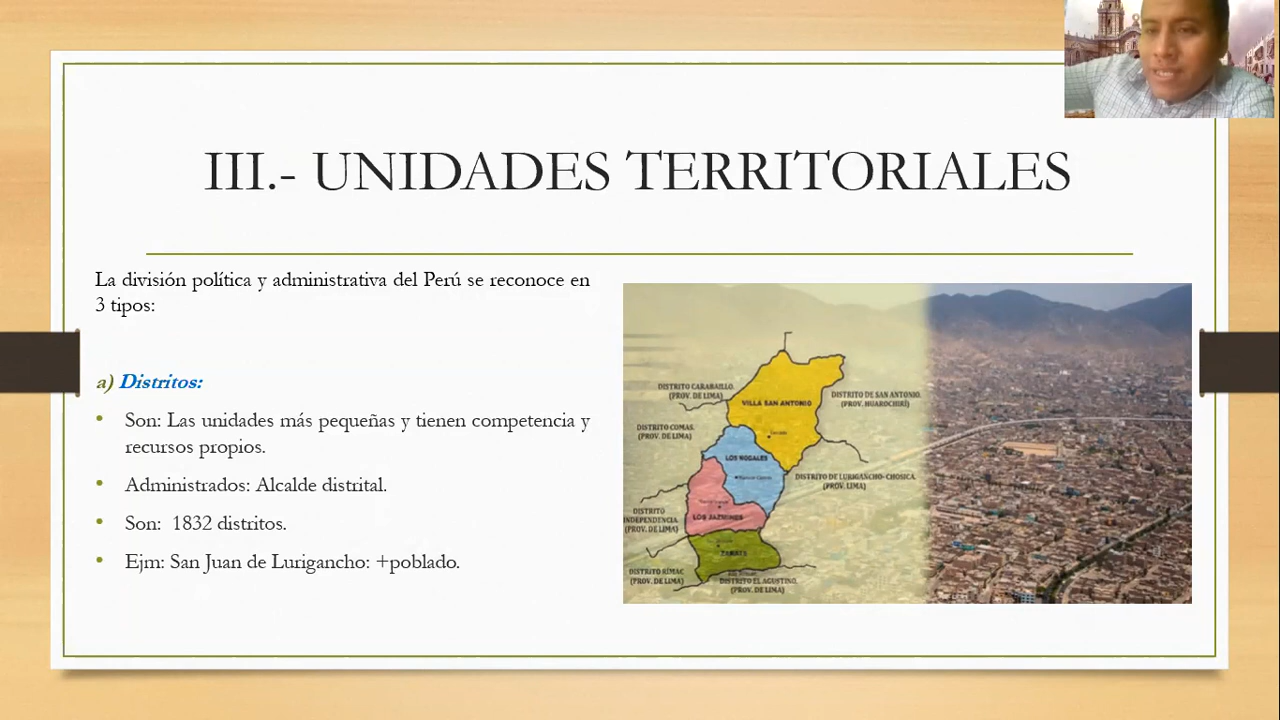 III.- UNIDADES TERRITORIALES
La división política y administrativa del Perú se reconoce en
3 tipos:
a) Distritos:
• Son: Las unidades más pequeñas y tienen competencia y
recursos propios.
• Administrados: Alcalde distrital.
• Son:  1832 distritos.
• Ejm: San Juan de Lurigancho: +poblado.
DISTRITO CARABAILLO.
(PROV. DE LIMA)
VILLA SAN ANTONIO
DISTRITO DE SAN ANTONIO.
(PROV. HUAROCHIRÍ)
DISTRITO COMAS.
(PROV. DE LIMA)
LOS NOGALES
DISTRITO DE LURIGANCHO- CHOSICA.
(PROV. LIMA)
DISTRITO
INDEPENDENCIA.
(PROV. DE LIMA)
LOS JAZMINES
ZARATE
DISTRITO RIMAC
(PROV. DE LIMA)
DISTRITO EL AGUSTINO.
(PROV. DE LIMA)